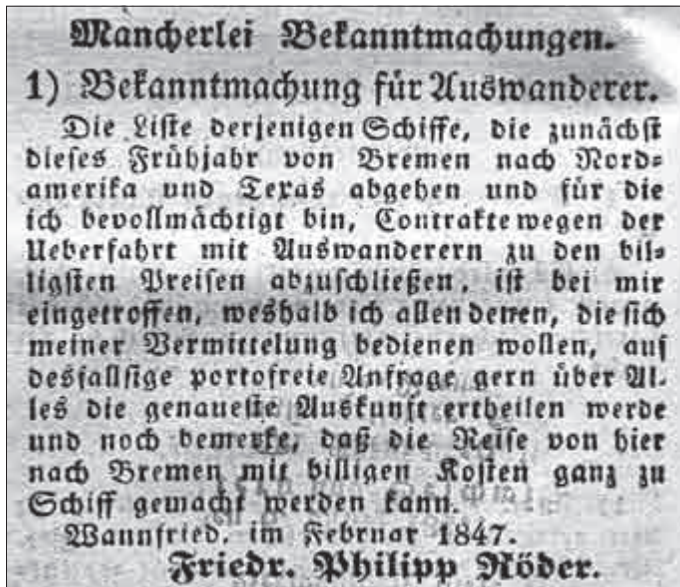 Mancherlei Bekanntmachungen.
1) Bekanntmachung für Auswanderer.
Die Liste derjenigen Schiffe, die zunächst
dieses Frühjahr von Bremen nach Nord=
amerika und Texas abgehen und für die
ich bevollmächtigt bin, Contrakte wegen der
Ueberfahrt mit Auswanderern zu den bil=
ligsten Preisen abzuschließen, ist bei mir
eingetroffen, weshalb ich allen denen, die sich
meiner Vermittelung bedienen wollen, auf
desfallsige portofreie Anfrage gern über Al=
les die genaueste Auskunft ertheilen werde
und noch bemerke, daß die Reise von hier
nach Bremen mit billigen Kosten ganz zu
Schiff gemacht werden kann.
Wannfried, im Februar 1847.
Friedr. Philipp Röder.